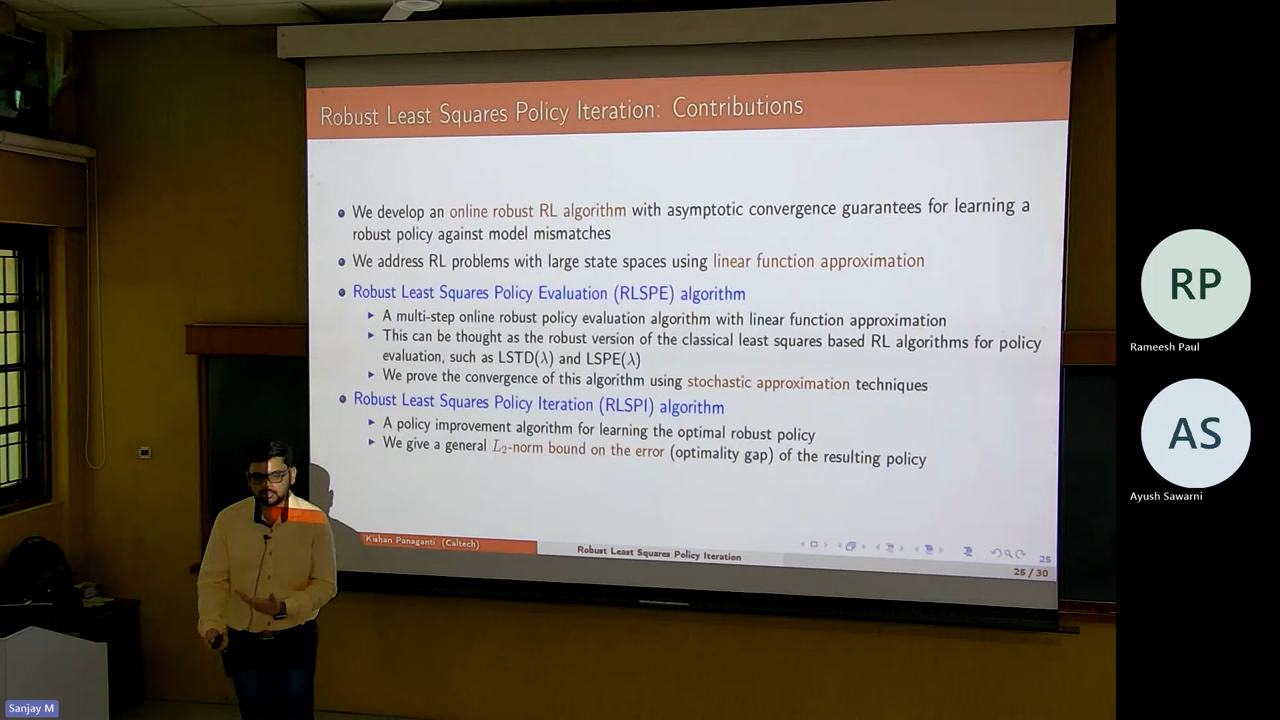 Robust Least Squares Policy Iteration: Contributions
We develop an online robust RL algorithm with asymptotic convergence guarantees for learning a
robust policy against model mismatches
We address RL problems with large state spaces using linear function approximation
Robust Least Squares Policy Evaluation (RLSPE) algorithm
A multi-step online robust policy evaluation algorithm with linear function approximation
This can be thought as the robust version of the classical least squares based RL algorithms for policy
evaluation, such as LSTD(λ) and LSPE(λ)
We prove the convergence of this algorithm using stochastic approximation techniques
Robust Least Squares Policy Iteration (RLSPI) algorithm
A policy improvement algorithm for learning the optimal robust policy
We give a general L₂-norm bound on the error (optimality gap) of the resulting policy
Kishan Panaganti (Caltech)
Robust Least Squares Policy Iteration
25
25 / 30
RP
Rameesh Paul
AS
Ayush Sawarni
Sanjay M